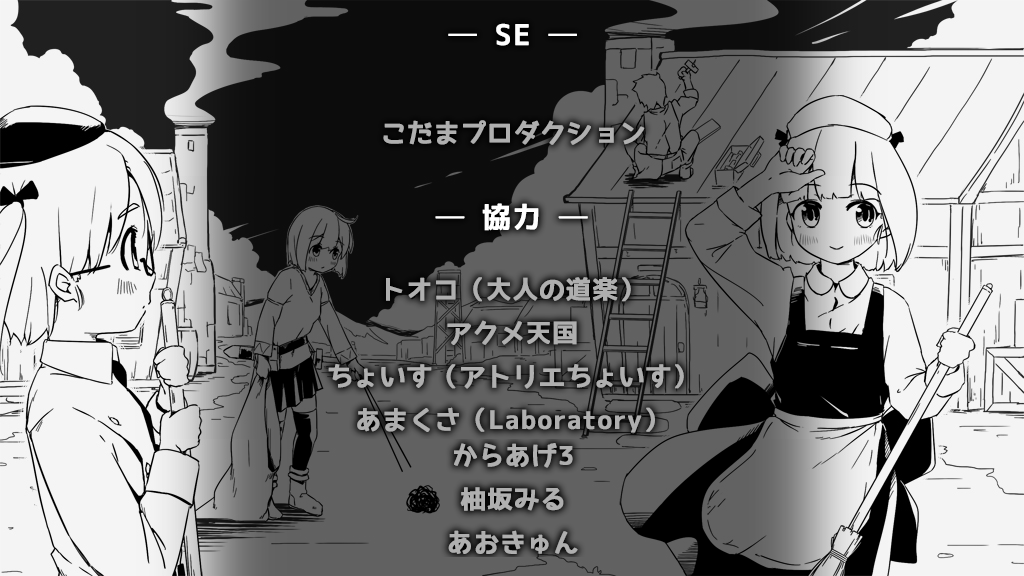 — SE —
こだまプロダクション
— 協力 —
トオコ（大人の道楽）
アクメ天国
ちょいす（アトリエちょいす）
あまくさ（Laboratory）
からあげ3
柚坂みる
あおきゅん